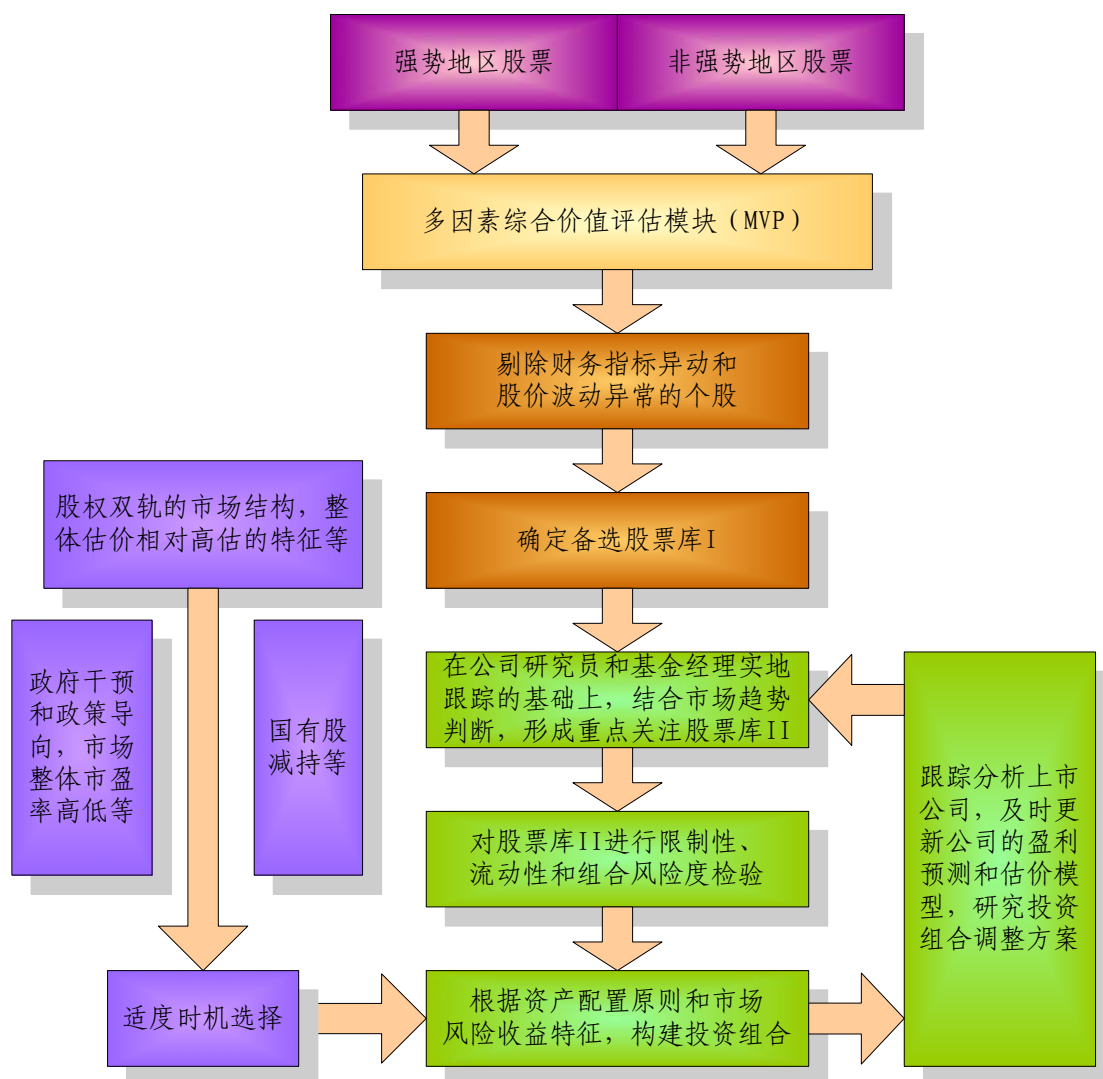 强势地区股票
非强势地区股票
多因素综合价值评估模块（MVP）
剔除财务指标异动和
股价波动异常的个股
确定备选股票库I
股权双轨的市场结构，整
体估价相对高估的特征等
政府干预
和政策导
向，市场
整体市盈
率高低等
国有股
减持等
适度时机选择
在公司研究员和基金经理实地
跟踪的基础上，结合市场趋势
判断，形成重点关注股票库II
对股票库II进行限制性、
流动性和组合风险度检验
根据资产配置原则和市场
风险收益特征，构建投资组合
跟踪分析上市
公司，及时更
新公司的盈利
预测和估价模
型，研究投资
组合调整方案